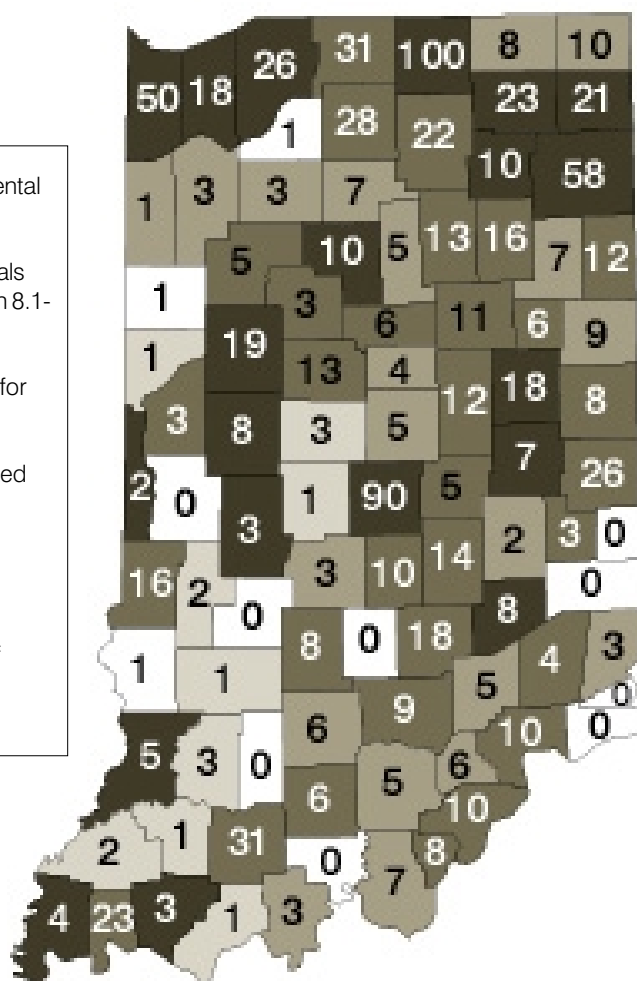 ental
als
n 8.1-
for
ed
31 100 8 10
50 18 26
23 21
1 28 22
10 58
1 3 3 7
5 10 5 13 16 7 12
1 3 6 11 6 9
1 19 13 4
3 8 3 5 12 18 8
7 26
2 0 1 90 5
3 2 3 0
16 2 3 10 14 0
0 8 0 18 8
1 1 4 3
5 0
6 9 10 0
5 3 0 5 6
6 10
2 1 31 0 7 8
4 23 3 1 3